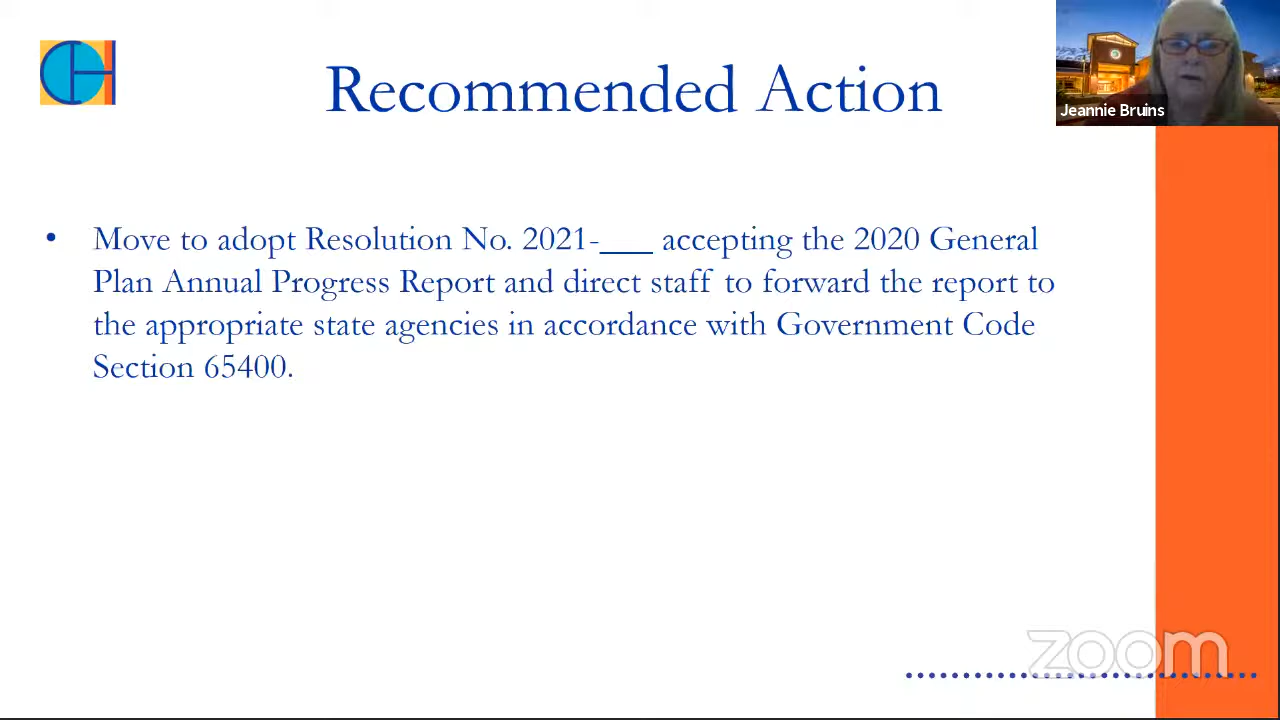 Recommended Action
Jeannie Bruins
• Move to adopt Resolution No. 2021-___ accepting the 2020 General
Plan Annual Progress Report and direct staff to forward the report to
the appropriate state agencies in accordance with Government Code
Section 65400.
zoom